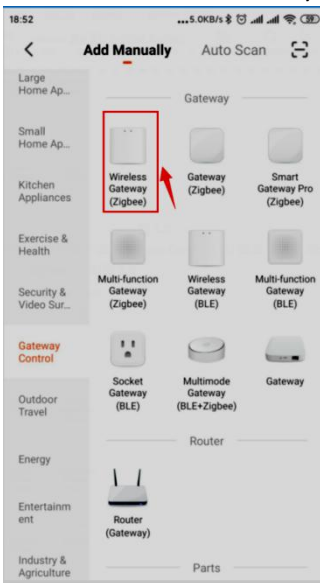 18:52
...5.0KB/s
59
Add Manually
Auto Scan
Large
Home Ap...
Small
Home Ap...
Kitchen
Appliances
Exercise &
Health
Security &
Video Sur...
Gateway
Control
Outdoor
Travel
Energy
Entertainm
ent
Industry &
Agriculture
Gateway
Wireless
Gateway
(Zigbee)
Gateway
(Zigbee)
Smart
Gateway Pro
(Zigbee)
Multi-function
Gateway
(Zigbee)
Wireless
Gateway
(BLE)
Multi-function
Gateway
(BLE)
Socket
Gateway
(BLE)
Multimode
Gateway
(BLE+Zigbee)
Gateway
Router
Router
(Gateway)
Parts